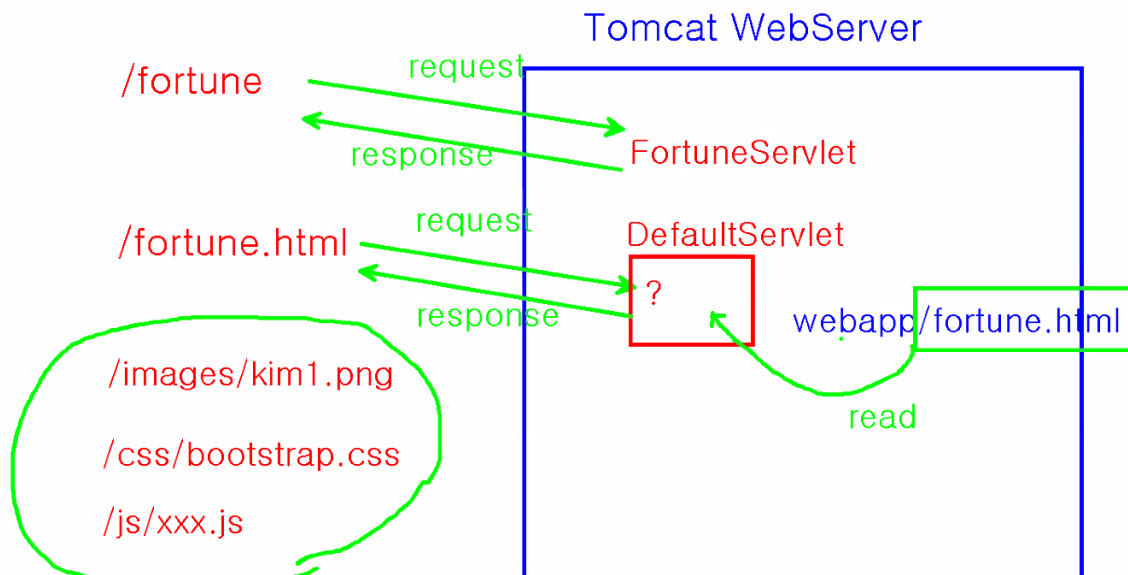 Tomcat WebServer
/fortune
request
response
FortuneServlet
/fortune.html
request
response
DefaultServlet
?
webapp/fortune.html
read
/images/kim1.png
/css/bootstrap.css
/js/xxx.js